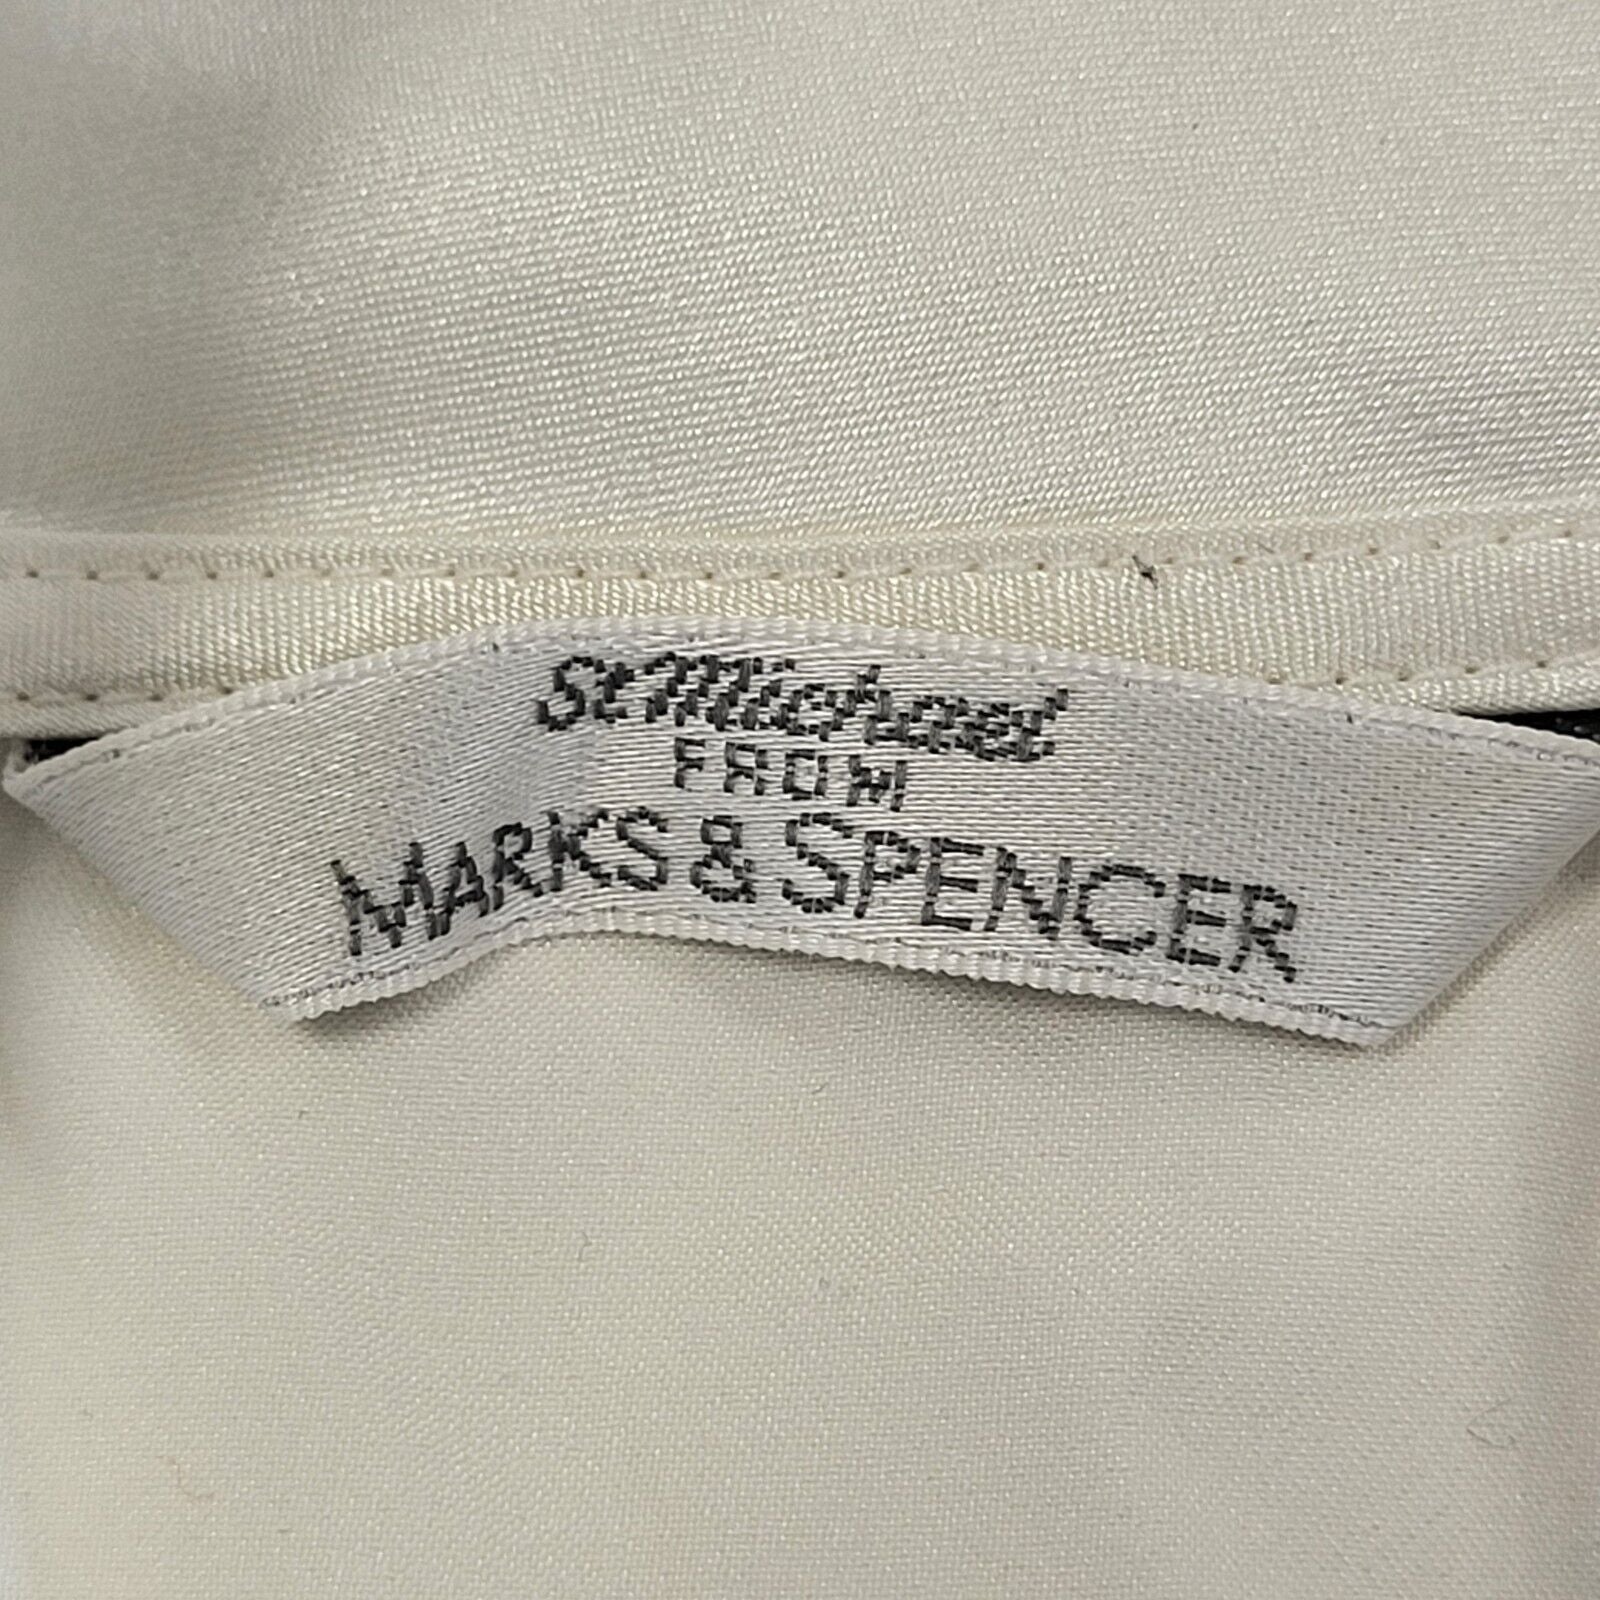 St Michael
FROM
MARKS & SPENCER